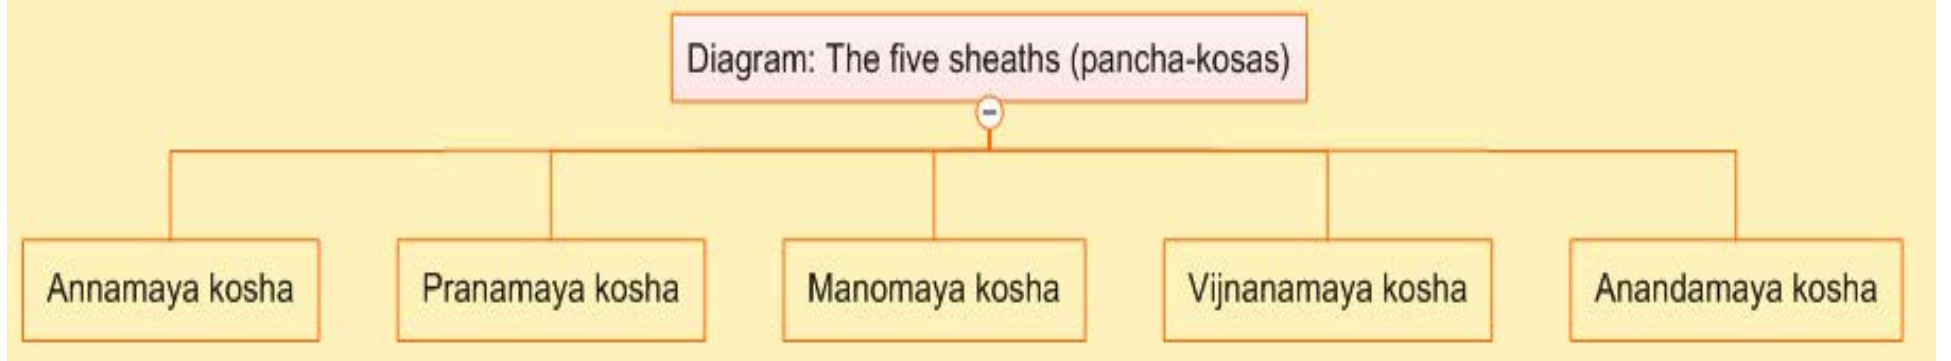 Diagram: The five sheaths (pancha-kosas)
Annamaya kosha
Pranamaya kosha
Manomaya kosha
Vijnanamaya kosha
Anandamaya kosha